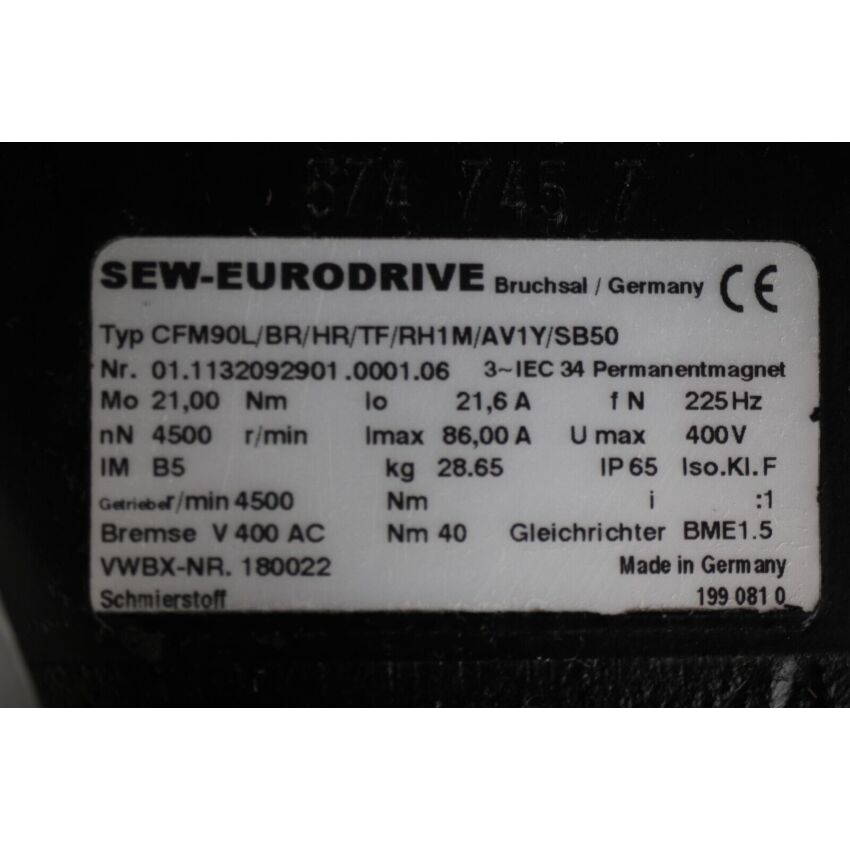 574 745 7
SEW-EURODRIVE Bruchsal / Germany CE
Typ CFM90L/BR/HR/TF/RH1M/AV1Y/SB50
Nr. 01.1132092901.0001.06 3~IEC 34 Permanentmagnet
Mo 21,00 Nm Io 21,6 A f N 225Hz
nN 4500 r/min Imax 86,00 A U max 400V
IM B5 kg 28.65 IP 65 Iso.Kl.F
Getriebe r/min 4500 Nm i :1
Bremse V 400 AC Nm 40 Gleichrichter BME1.5
VWBX-NR. 180022 Made in Germany
Schmierstoff 199 081 0